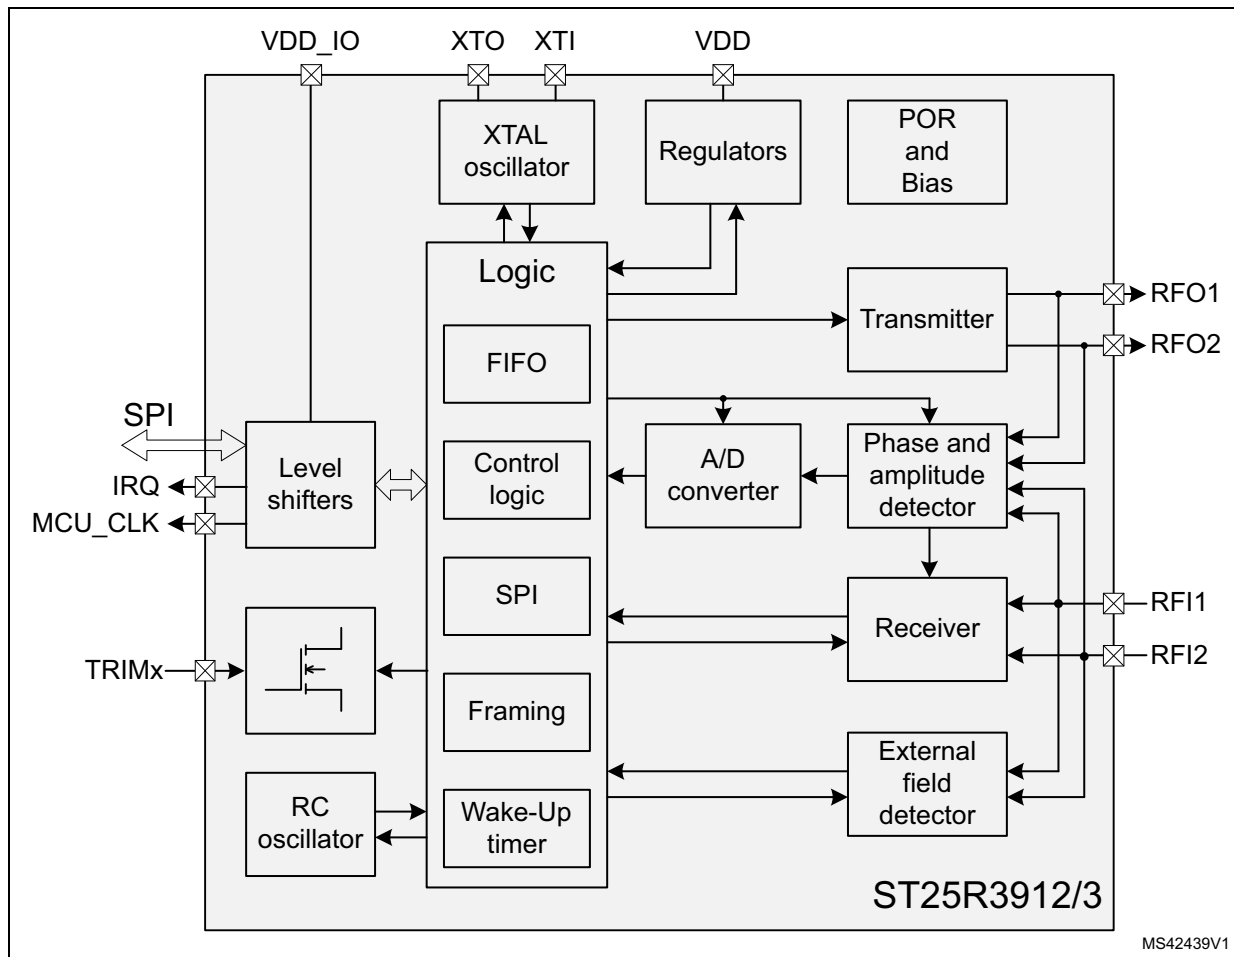 VDD_IO
XTO
XTI
VDD
XTAL
oscillator
Regulators
POR
and
Bias
Logic
FIFO
Control
logic
SPI
Framing
Wake-Up
timer
Transmitter
RFO1
RFO2
A/D
converter
Phase and
amplitude
detector
SPI
Level
shifters
IRQ
MCU_CLK
Receiver
RFI1
RFI2
TRIMx
External
field
detector
RC
oscillator
ST25R3912/3
MS42439V1